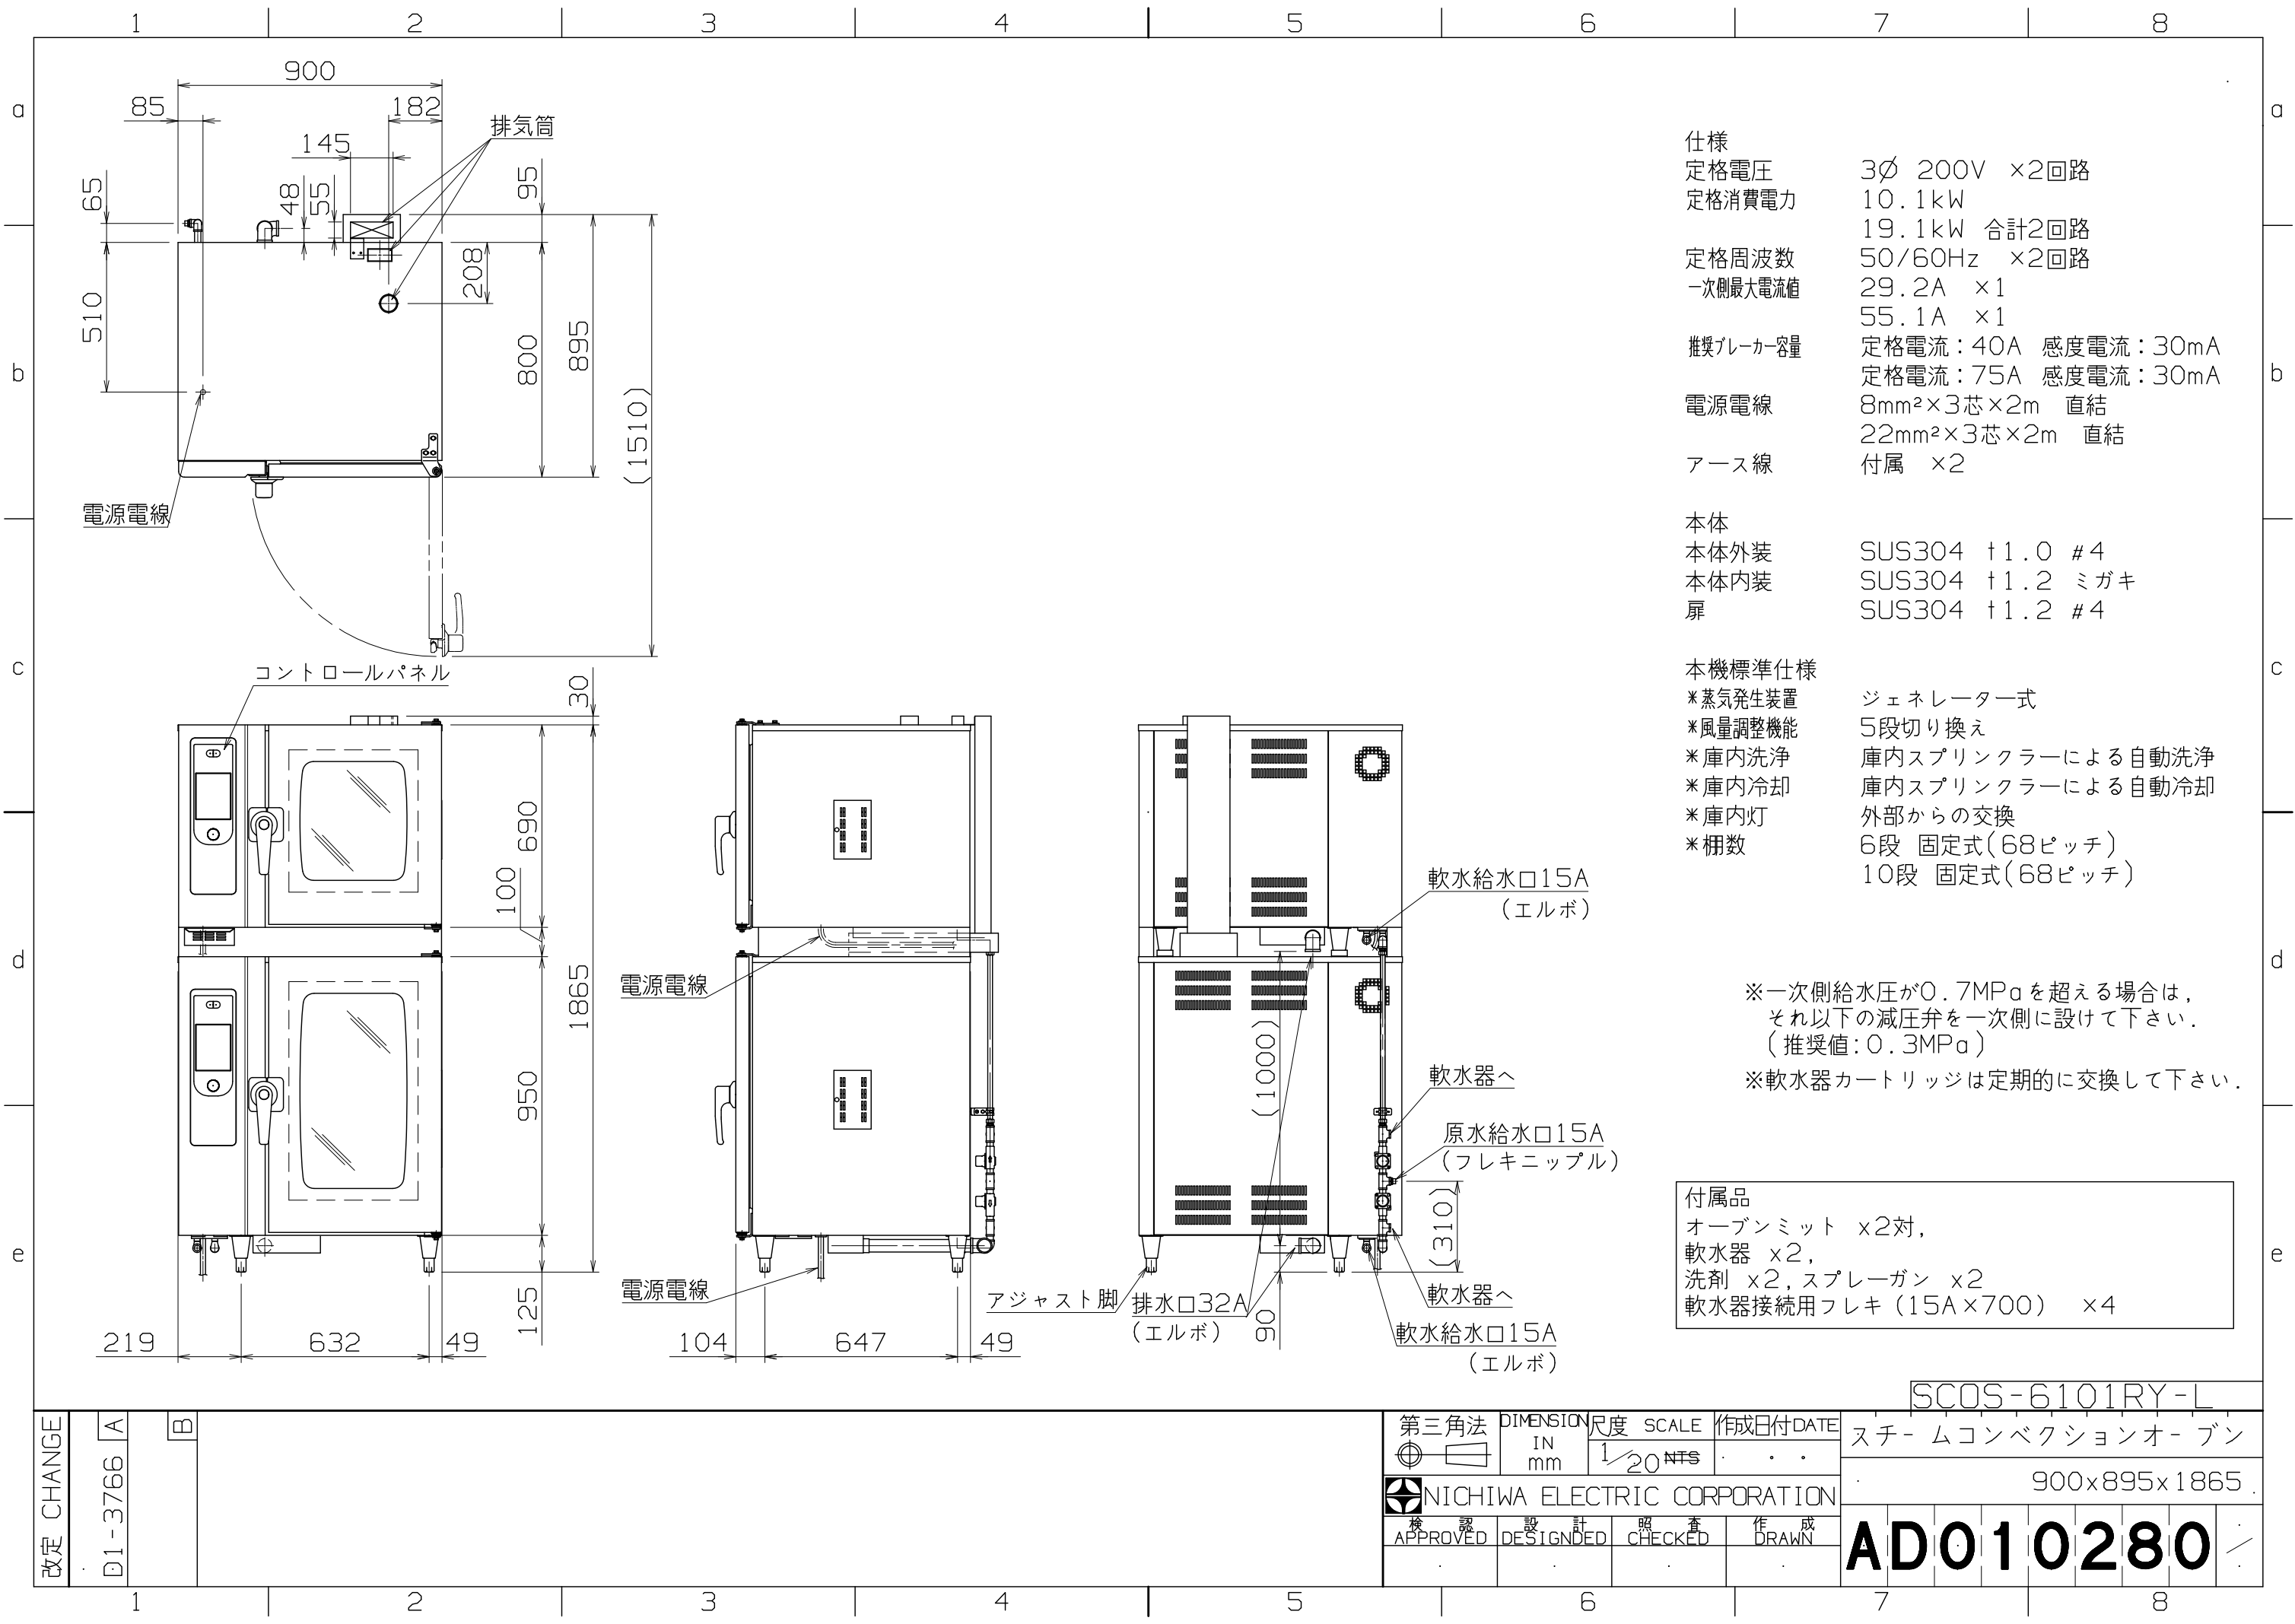 1 2 3 4 5 6 7 8
a a
b b
c c
d d
e e
900
85
182
145
排気筒
65
48
55
95
510
208
800
895
(1510)
電源電線
コントロールパネル
30
690
100
950
1865
125
219
632
49
電源電線
電源電線
104
647
49
アジャスト脚
排水口32A
(エルボ)
90
(1000)
(310)
軟水給水口15A
(エルボ)
軟水器へ
原水給水口15A
(フレキニップル)
軟水器へ
軟水給水口15A
(エルボ)
仕様
定格電圧 3Ø 200V ×2回路
定格消費電力 10.1kW
19.1kW 合計2回路
定格周波数 50/60Hz ×2回路
一次側最大電流値 29.2A ×1
55.1A ×1
推奨ブレーカー容量 定格電流:40A 感度電流:30mA
定格電流:75A 感度電流:30mA
電源電線 8mm²×3芯×2m 直結
22mm²×3芯×2m 直結
アース線 付属 ×2
本体
本体外装 SUS304 t1.0 #4
本体内装 SUS304 t1.2 ミガキ
扉 SUS304 t1.2 #4
本機標準仕様
*蒸気発生装置 ジェネレーター式
*風量調整機能 5段切り換え
*庫内洗浄 庫内スプリンクラーによる自動洗浄
*庫内冷却 庫内スプリンクラーによる自動冷却
*庫内灯 外部からの交換
*棚数 6段 固定式(68ピッチ)
10段 固定式(68ピッチ)
※一次側給水圧が0.7MPaを超える場合は,
それ以下の減圧弁を一次側に設けて下さい.
(推奨値:0.3MPa)
※軟水器カートリッジは定期的に交換して下さい.
付属品
オーブンミット x2対,
軟水器 x2,
洗剤 x2,スプレーガン x2
軟水器接続用フレキ(15A×700) ×4
SCOS-6101RY-L
改定 CHANGE
D1-3766 A
B
第三角法
DIMENSION IN mm
尺度 SCALE
1/20 NTS
作成日付DATE
スチームコンベクションオーブン
900x895x1865
NICHIWA ELECTRIC CORPORATION
検認 APPROVED
設計 DESIGNDED
照査 CHECKED
作成 DRAWN
AD010280
1 2 3 4 5 6 7 8